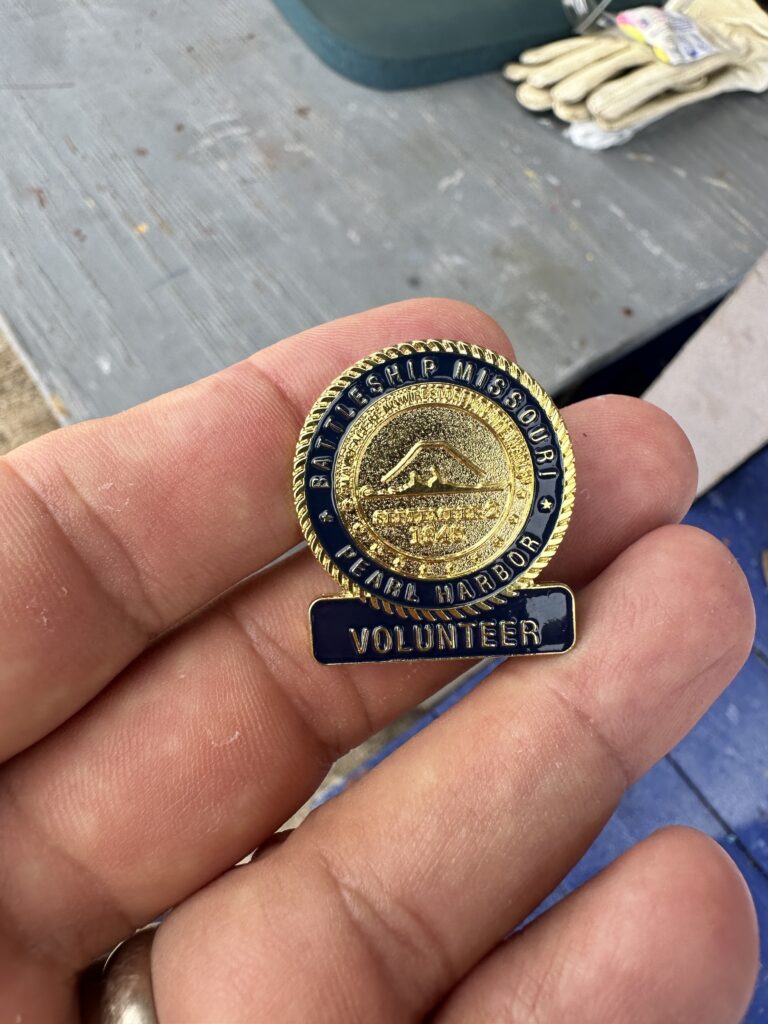 BATTLESHIP MISSOURI
SEPTEMBER 2
1945
PEARL HARBOR
VOLUNTEER